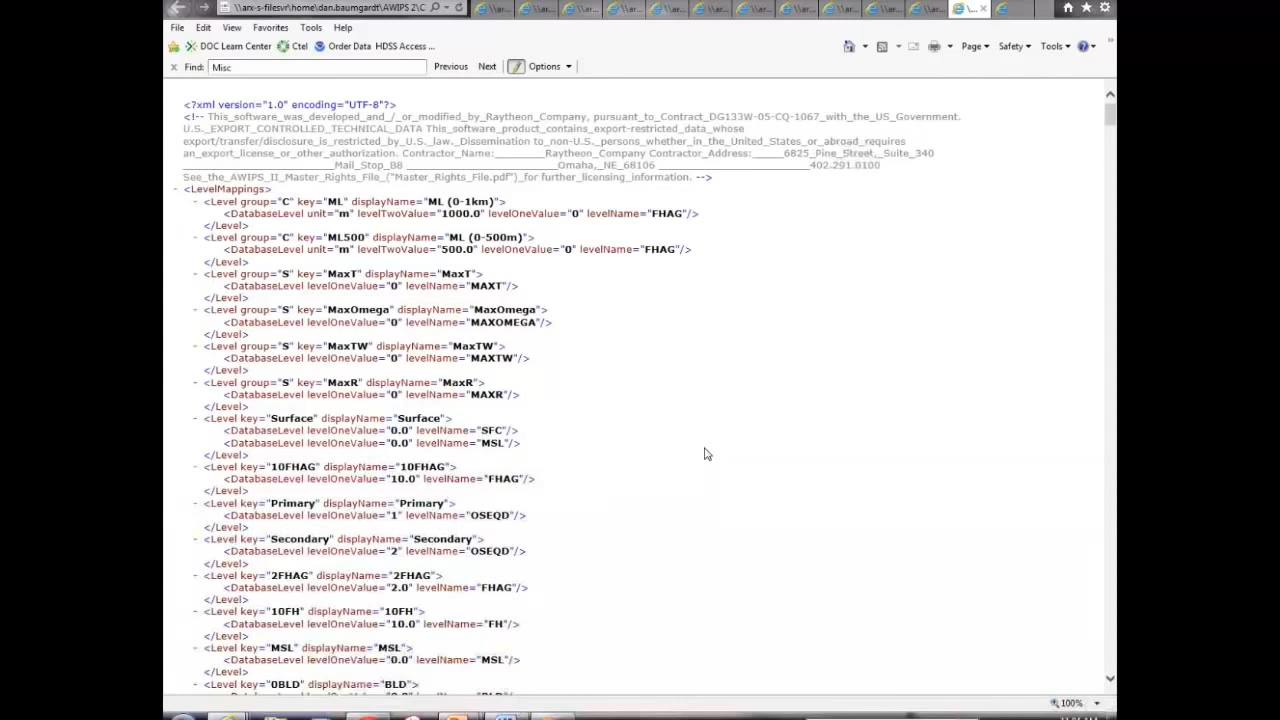 \\arx-s-filesvr\home\dan.baumgardt\AWIPS 2\C
File Edit View Favorites Tools Help
DOC Learn Center Ctel Order Data HDSS Access ... Page Safety Tools
Find: Misc Previous Next Options
<?xml version="1.0" encoding="UTF-8"?>
<!-- This_software_was_developed_and_/_or_modified_by_Raytheon_Company, pursuant_to_Contract_DG133W-05-CQ-1067_with_the_US_Government.
U.S._EXPORT_CONTROLLED_TECHNICAL_DATA This_software_product_contains_export-restricted_data_whose
export/transfer/disclosure_is_restricted_by_U.S._law._Dissemination to_non-U.S._persons_whether_in_the_United_States_or_abroad_requires
an_export_license_or_other_authorization. Contractor_Name:________Raytheon_Company Contractor_Address:_____6825_Pine_Street,_Suite_340
Mail_Stop_B8 Omaha,_NE_68106 402.291.0100
See_the_AWIPS_II_Master_Rights_File_("Master_Rights_File.pdf")_for_further_licensing_information. -->
- <LevelMappings>
- <Level group="C" key="ML" displayName="ML (0-1km)">
<DatabaseLevel unit="m" levelTwoValue="1000.0" levelOneValue="0" levelName="FHAG"/>
</Level>
- <Level group="C" key="ML500" displayName="ML (0-500m)">
<DatabaseLevel unit="m" levelTwoValue="500.0" levelOneValue="0" levelName="FHAG"/>
</Level>
- <Level group="S" key="MaxT" displayName="MaxT">
<DatabaseLevel levelOneValue="0" levelName="MAXT"/>
</Level>
- <Level group="S" key="MaxOmega" displayName="MaxOmega">
<DatabaseLevel levelOneValue="0" levelName="MAXOMEGA"/>
</Level>
- <Level group="S" key="MaxTW" displayName="MaxTW">
<DatabaseLevel levelOneValue="0" levelName="MAXTW"/>
</Level>
- <Level group="S" key="MaxR" displayName="MaxR">
<DatabaseLevel levelOneValue="0" levelName="MAXR"/>
</Level>
- <Level key="Surface" displayName="Surface">
<DatabaseLevel levelOneValue="0.0" levelName="SFC"/>
<DatabaseLevel levelOneValue="0.0" levelName="MSL"/>
</Level>
- <Level key="10FHAG" displayName="10FHAG">
<DatabaseLevel levelOneValue="10.0" levelName="FHAG"/>
</Level>
- <Level key="Primary" displayName="Primary">
<DatabaseLevel levelOneValue="1" levelName="OSEQD"/>
</Level>
- <Level key="Secondary" displayName="Secondary">
<DatabaseLevel levelOneValue="2" levelName="OSEQD"/>
</Level>
- <Level key="2FHAG" displayName="2FHAG">
<DatabaseLevel levelOneValue="2.0" levelName="FHAG"/>
</Level>
- <Level key="10FH" displayName="10FH">
<DatabaseLevel levelOneValue="10.0" levelName="FH"/>
</Level>
- <Level key="MSL" displayName="MSL">
<DatabaseLevel levelOneValue="0.0" levelName="MSL"/>
</Level>
- <Level key="0BLD" displayName="BLD">
100%